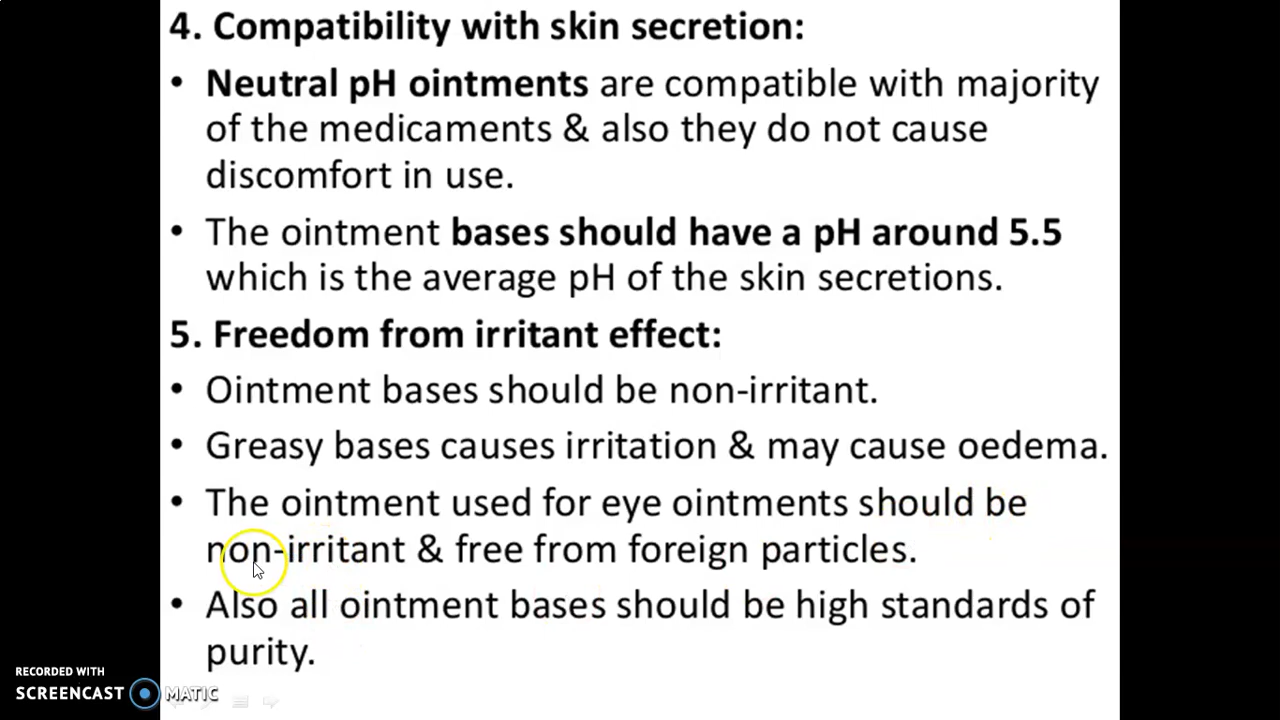 4. Compatibility with skin secretion:
• Neutral pH ointments are compatible with majority
of the medicaments & also they do not cause
discomfort in use.
• The ointment bases should have a pH around 5.5
which is the average pH of the skin secretions.
5. Freedom from irritant effect:
• Ointment bases should be non-irritant.
• Greasy bases causes irritation & may cause oedema.
• The ointment used for eye ointments should be
non-irritant & free from foreign particles.
• Also all ointment bases should be high standards of
purity.
RECORDED WITH
SCREENCAST MATIC